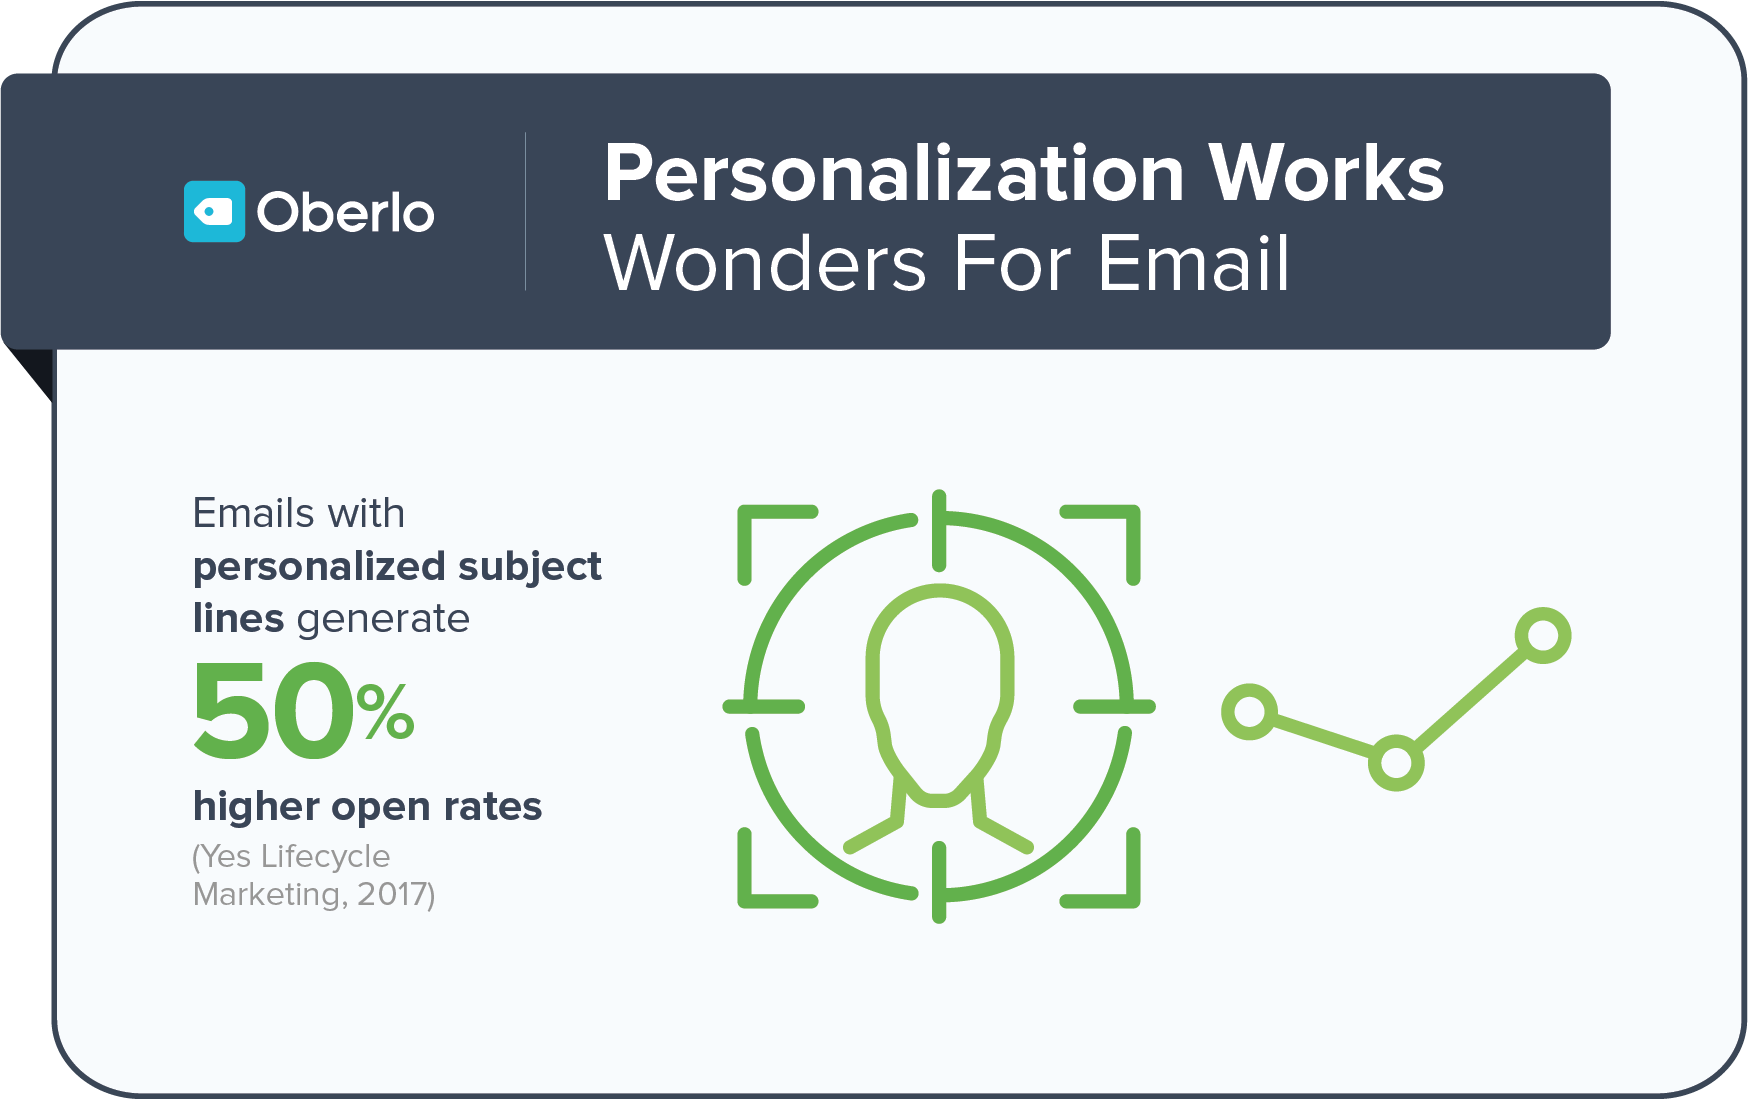 Oberlo
Personalization Works
Wonders For Email
Emails with
personalized subject
lines generate
50%
higher open rates
(Yes Lifecycle
Marketing, 2017)